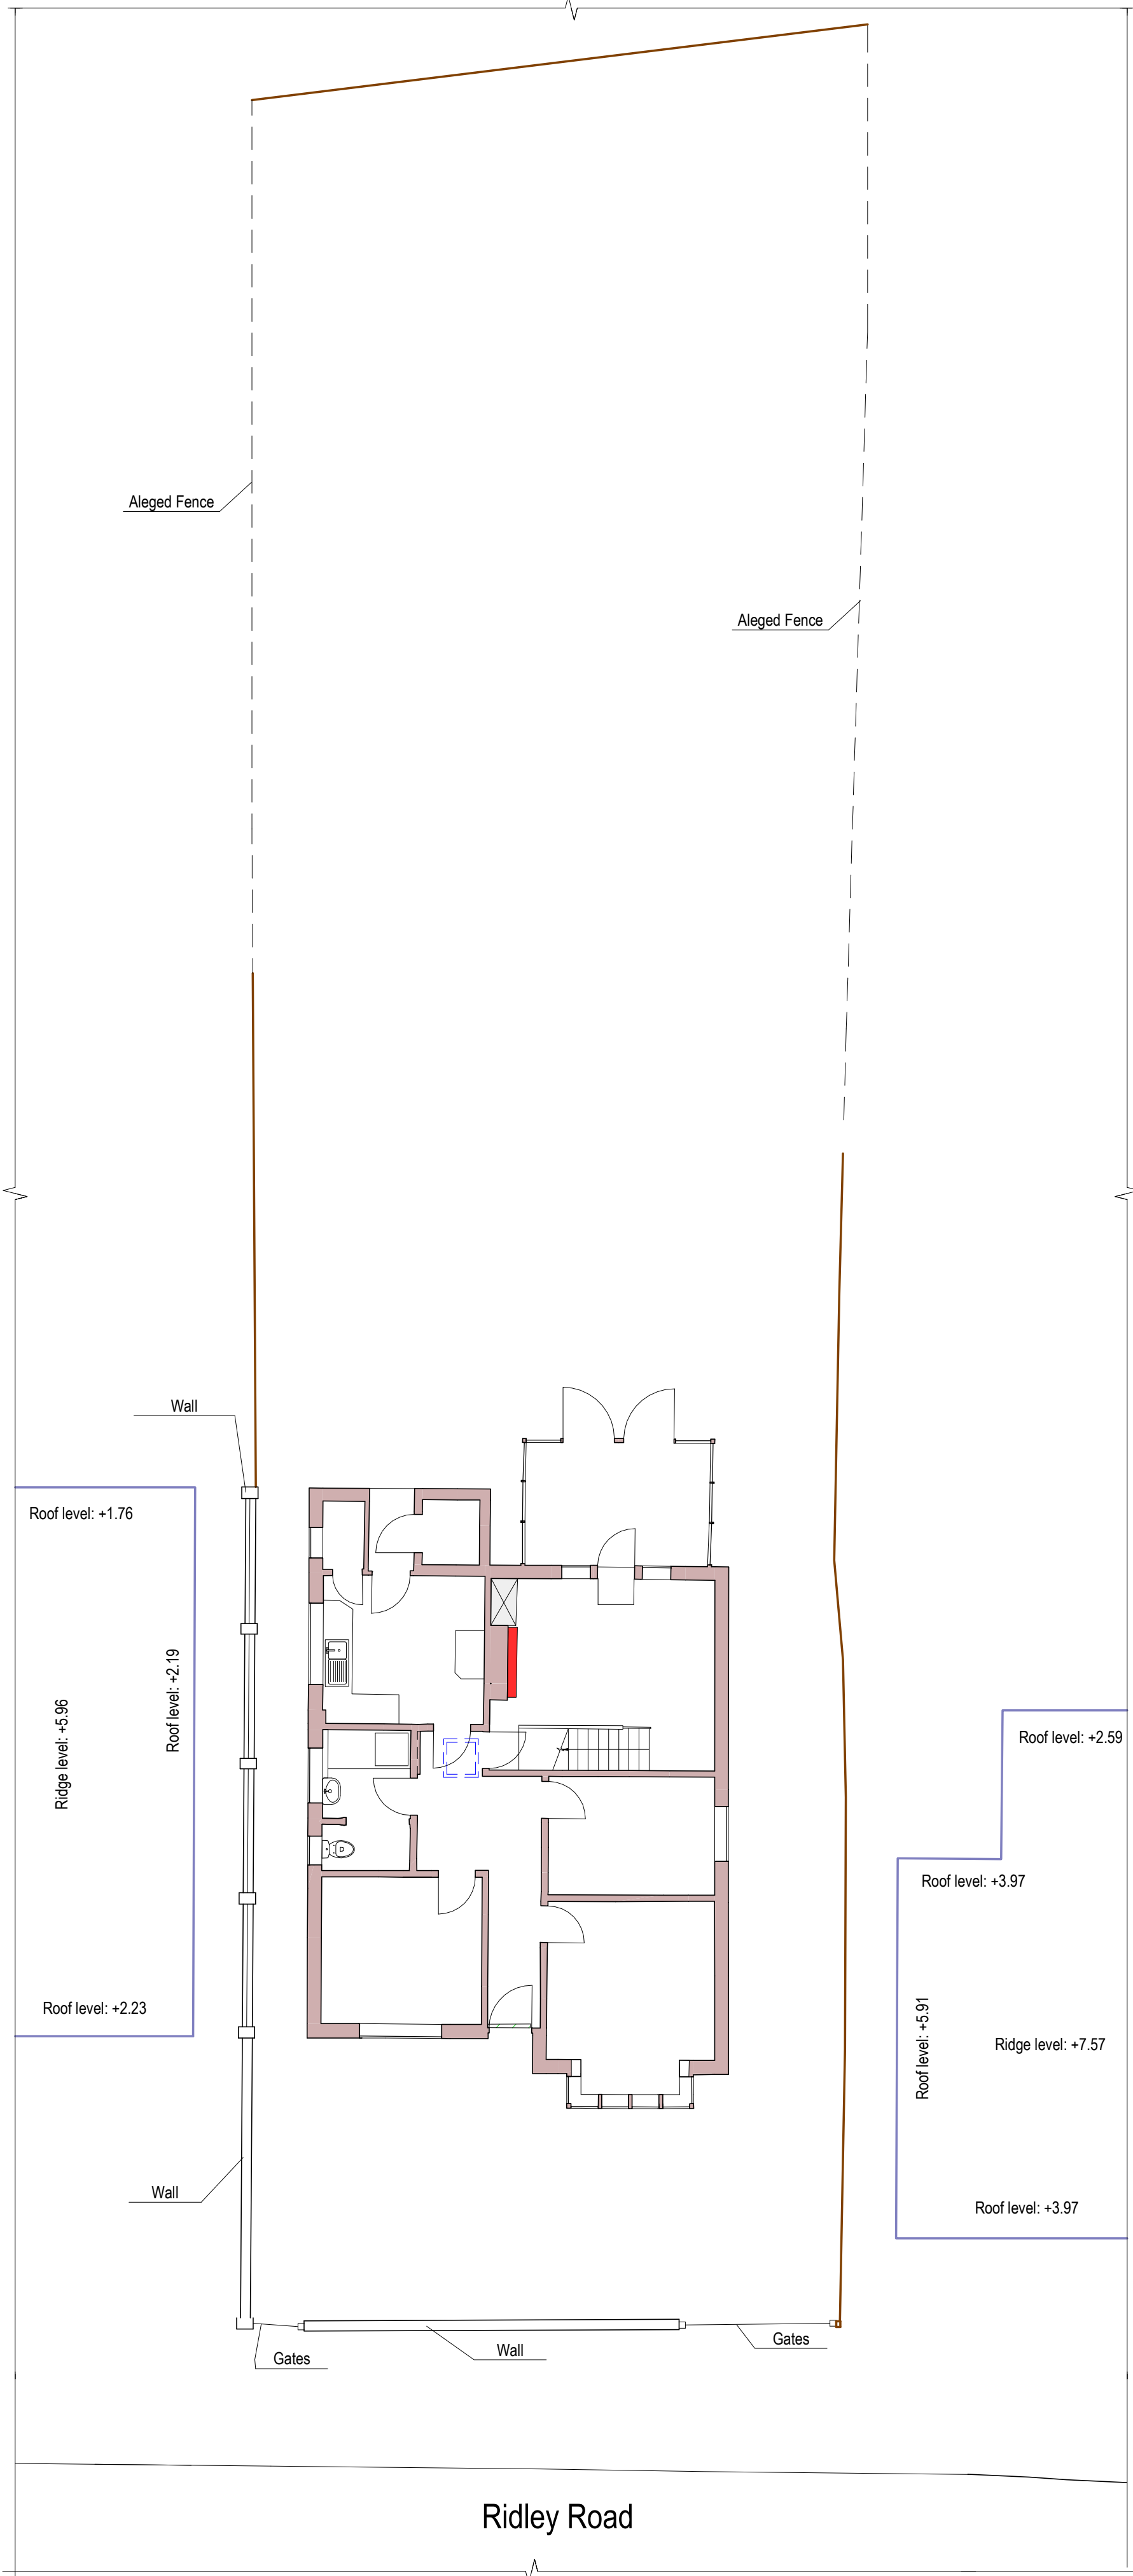 Aleged Fence
Aleged Fence
Wall
Roof level: +1.76
Roof level: +2.19
Ridge level: +5.96
Roof level: +2.59
Roof level: +3.97
Roof level: +2.23
Roof level: +5.91
Ridge level: +7.57
Wall
Roof level: +3.97
Gates
Wall
Gates
Ridley Road